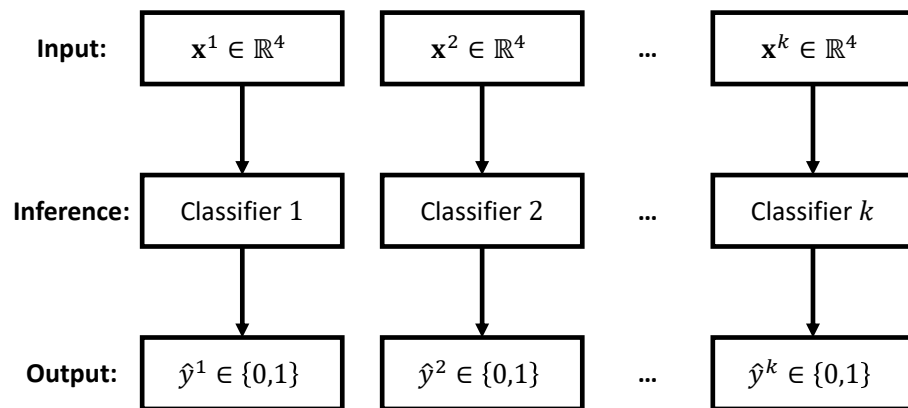 Input: 𝐱¹ ∈ ℝ⁴ 𝐱² ∈ ℝ⁴ ... 𝐱ᵏ ∈ ℝ⁴
Inference: Classifier 1 Classifier 2 ... Classifier 𝑘
Output: ŷ¹ ∈ {0,1} ŷ² ∈ {0,1} ... ŷᵏ ∈ {0,1}